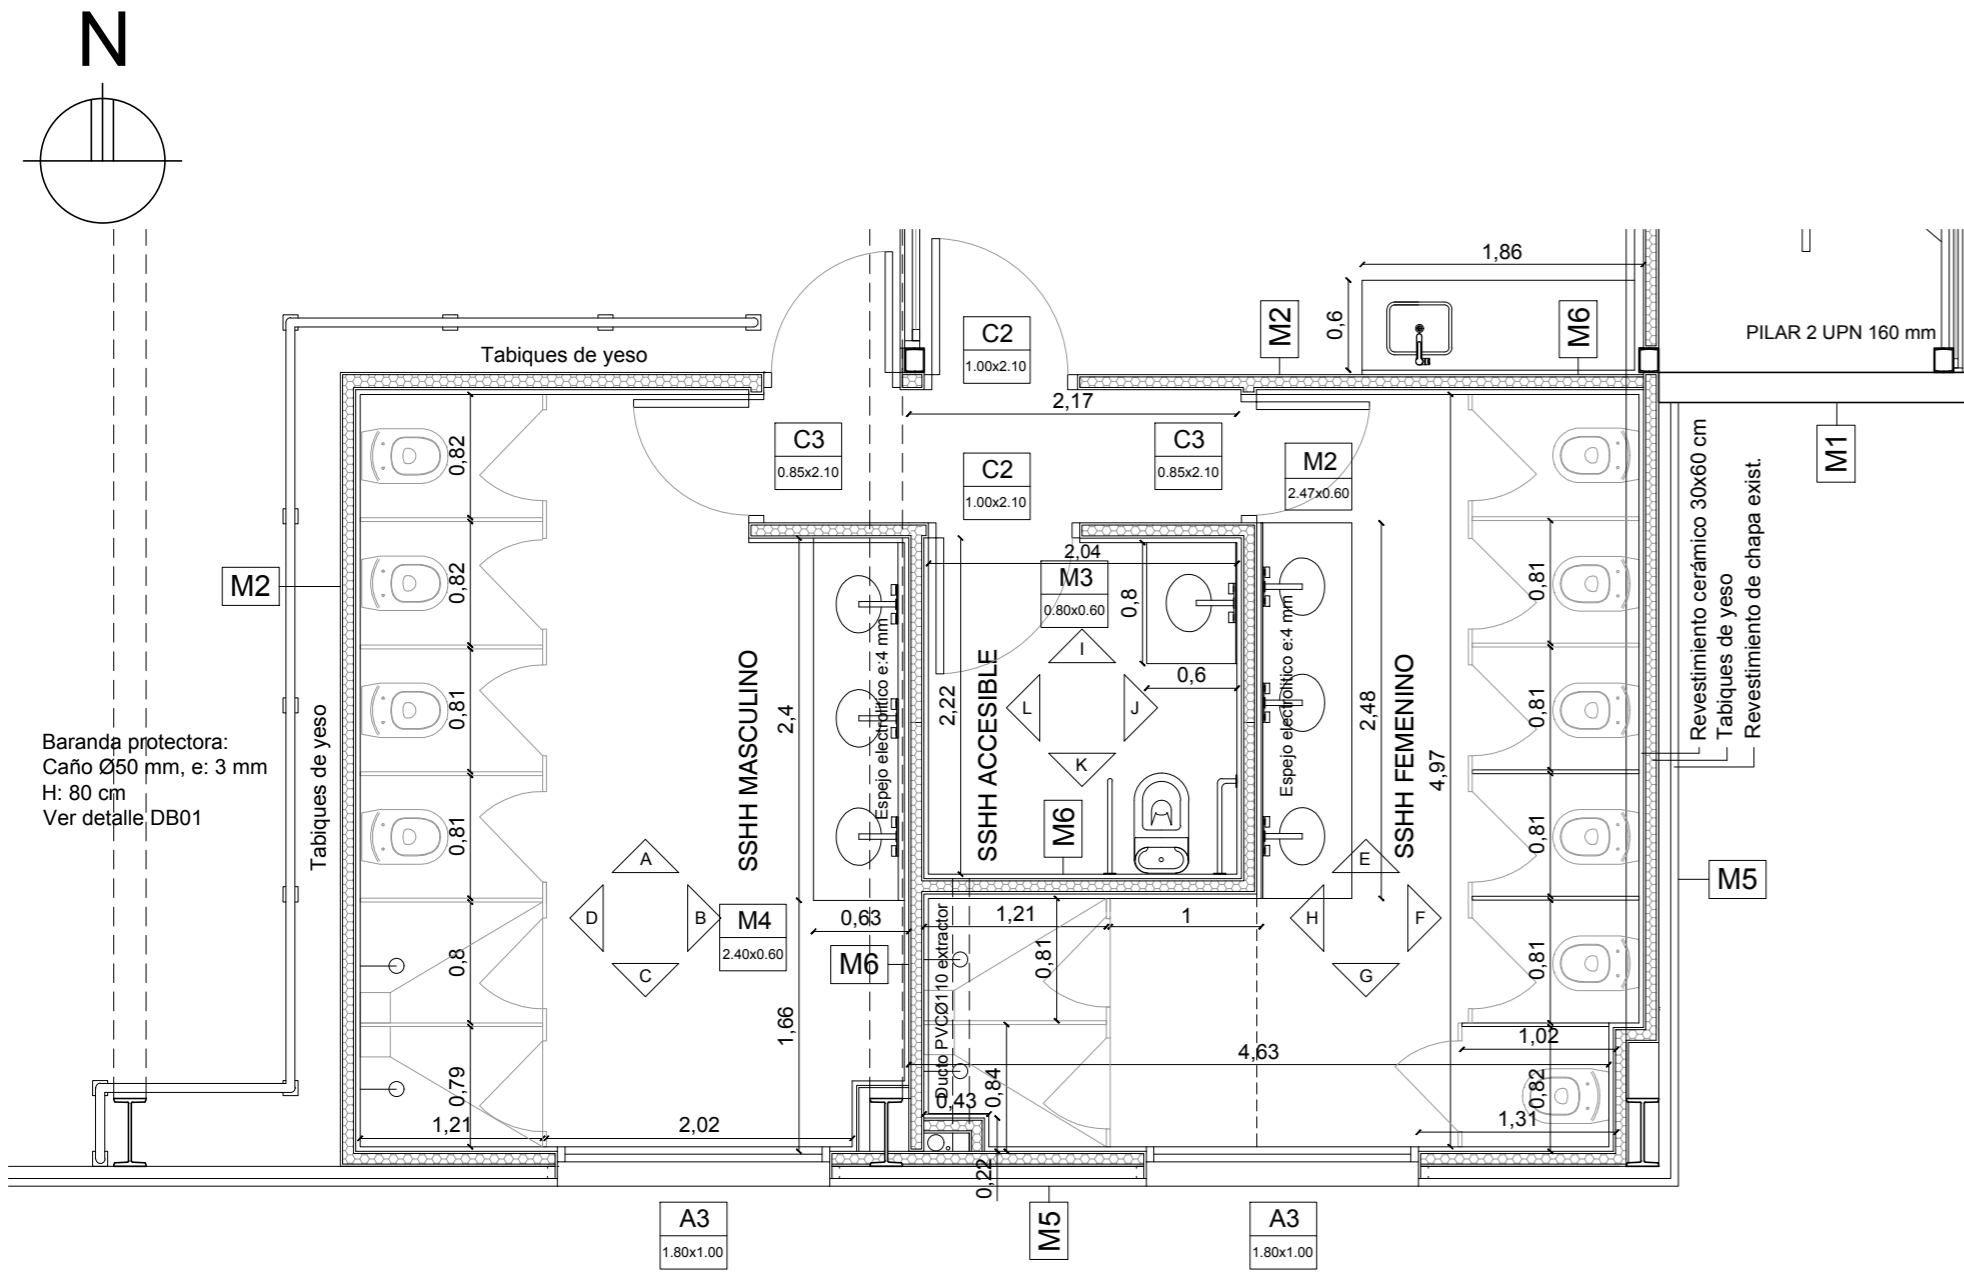 N
1,86
0,6
M2
M6
PILAR 2 UPN 160 mm
C2
1.00x2.10
Tabiques de yeso
2,17
M1
C3
0.85x2.10
C2
1.00x2.10
C3
0.85x2.10
M2
2.47x0.60
0,82
0,82
0,81
0,81
0,8
0,79
M2
Tabiques de yeso
Baranda protectora:
Caño Ø50 mm, e: 3 mm
H: 80 cm
Ver detalle DB01
SSHH MASCULINO
2,4
Espejo electrolítico e:4 mm
A
B
C
D
M4
2.40x0.60
0,63
M6
1,66
1,21
2,02
2,04
M3
0.80x0.60
0,8
0,6
2,22
SSHH ACCESIBLE
I
J
K
L
M6
Espejo electrolítico e:4 mm
2,48
SSHH FEMENINO
4,97
E
F
G
H
0,81
0,81
0,81
0,81
0,82
1,02
1,31
Revestimiento cerámico 30x60 cm
Tabiques de yeso
Revestimiento de chapa exist.
M5
1,21
1
0,81
Ducto PVCØ110 extractor
4,63
0,84
0,43
0,22
A3
1.80x1.00
M5
A3
1.80x1.00